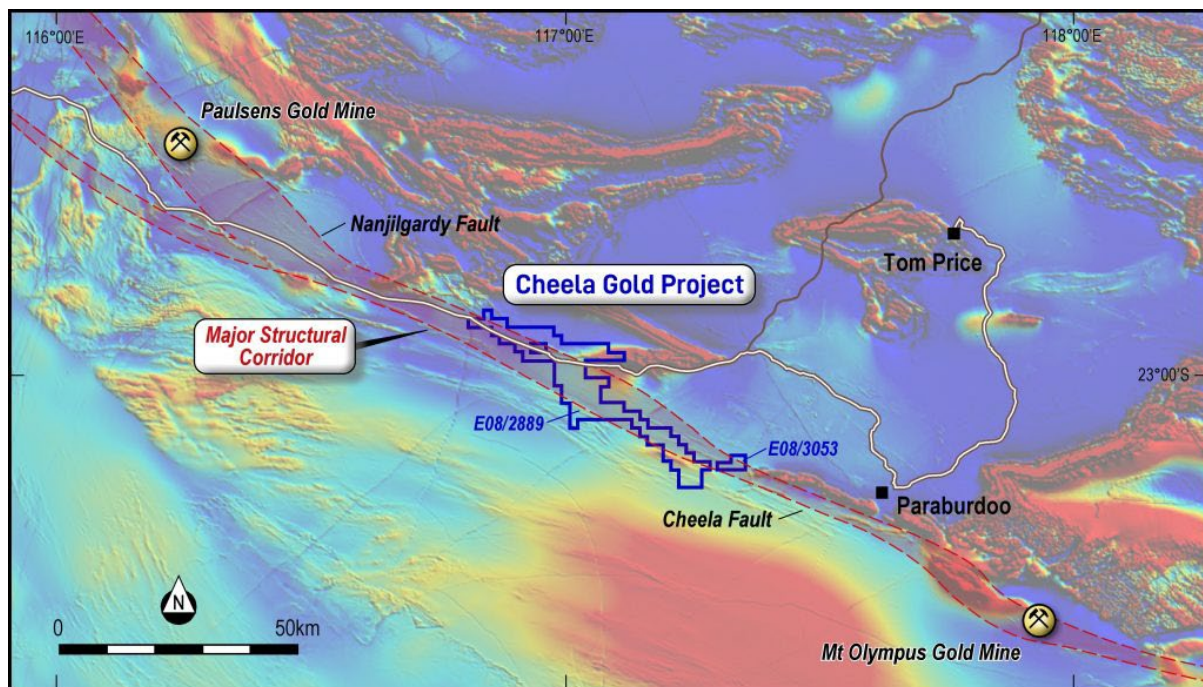 116°00'E
117°00'E
118°00'E
Paulsens Gold Mine
Nanjilgardy Fault
Tom Price
Cheela Gold Project
Major Structural
Corridor
23°00'S
E08/2889
E08/3053
Paraburdoo
Cheela Fault
N
0
50km
Mt Olympus Gold Mine